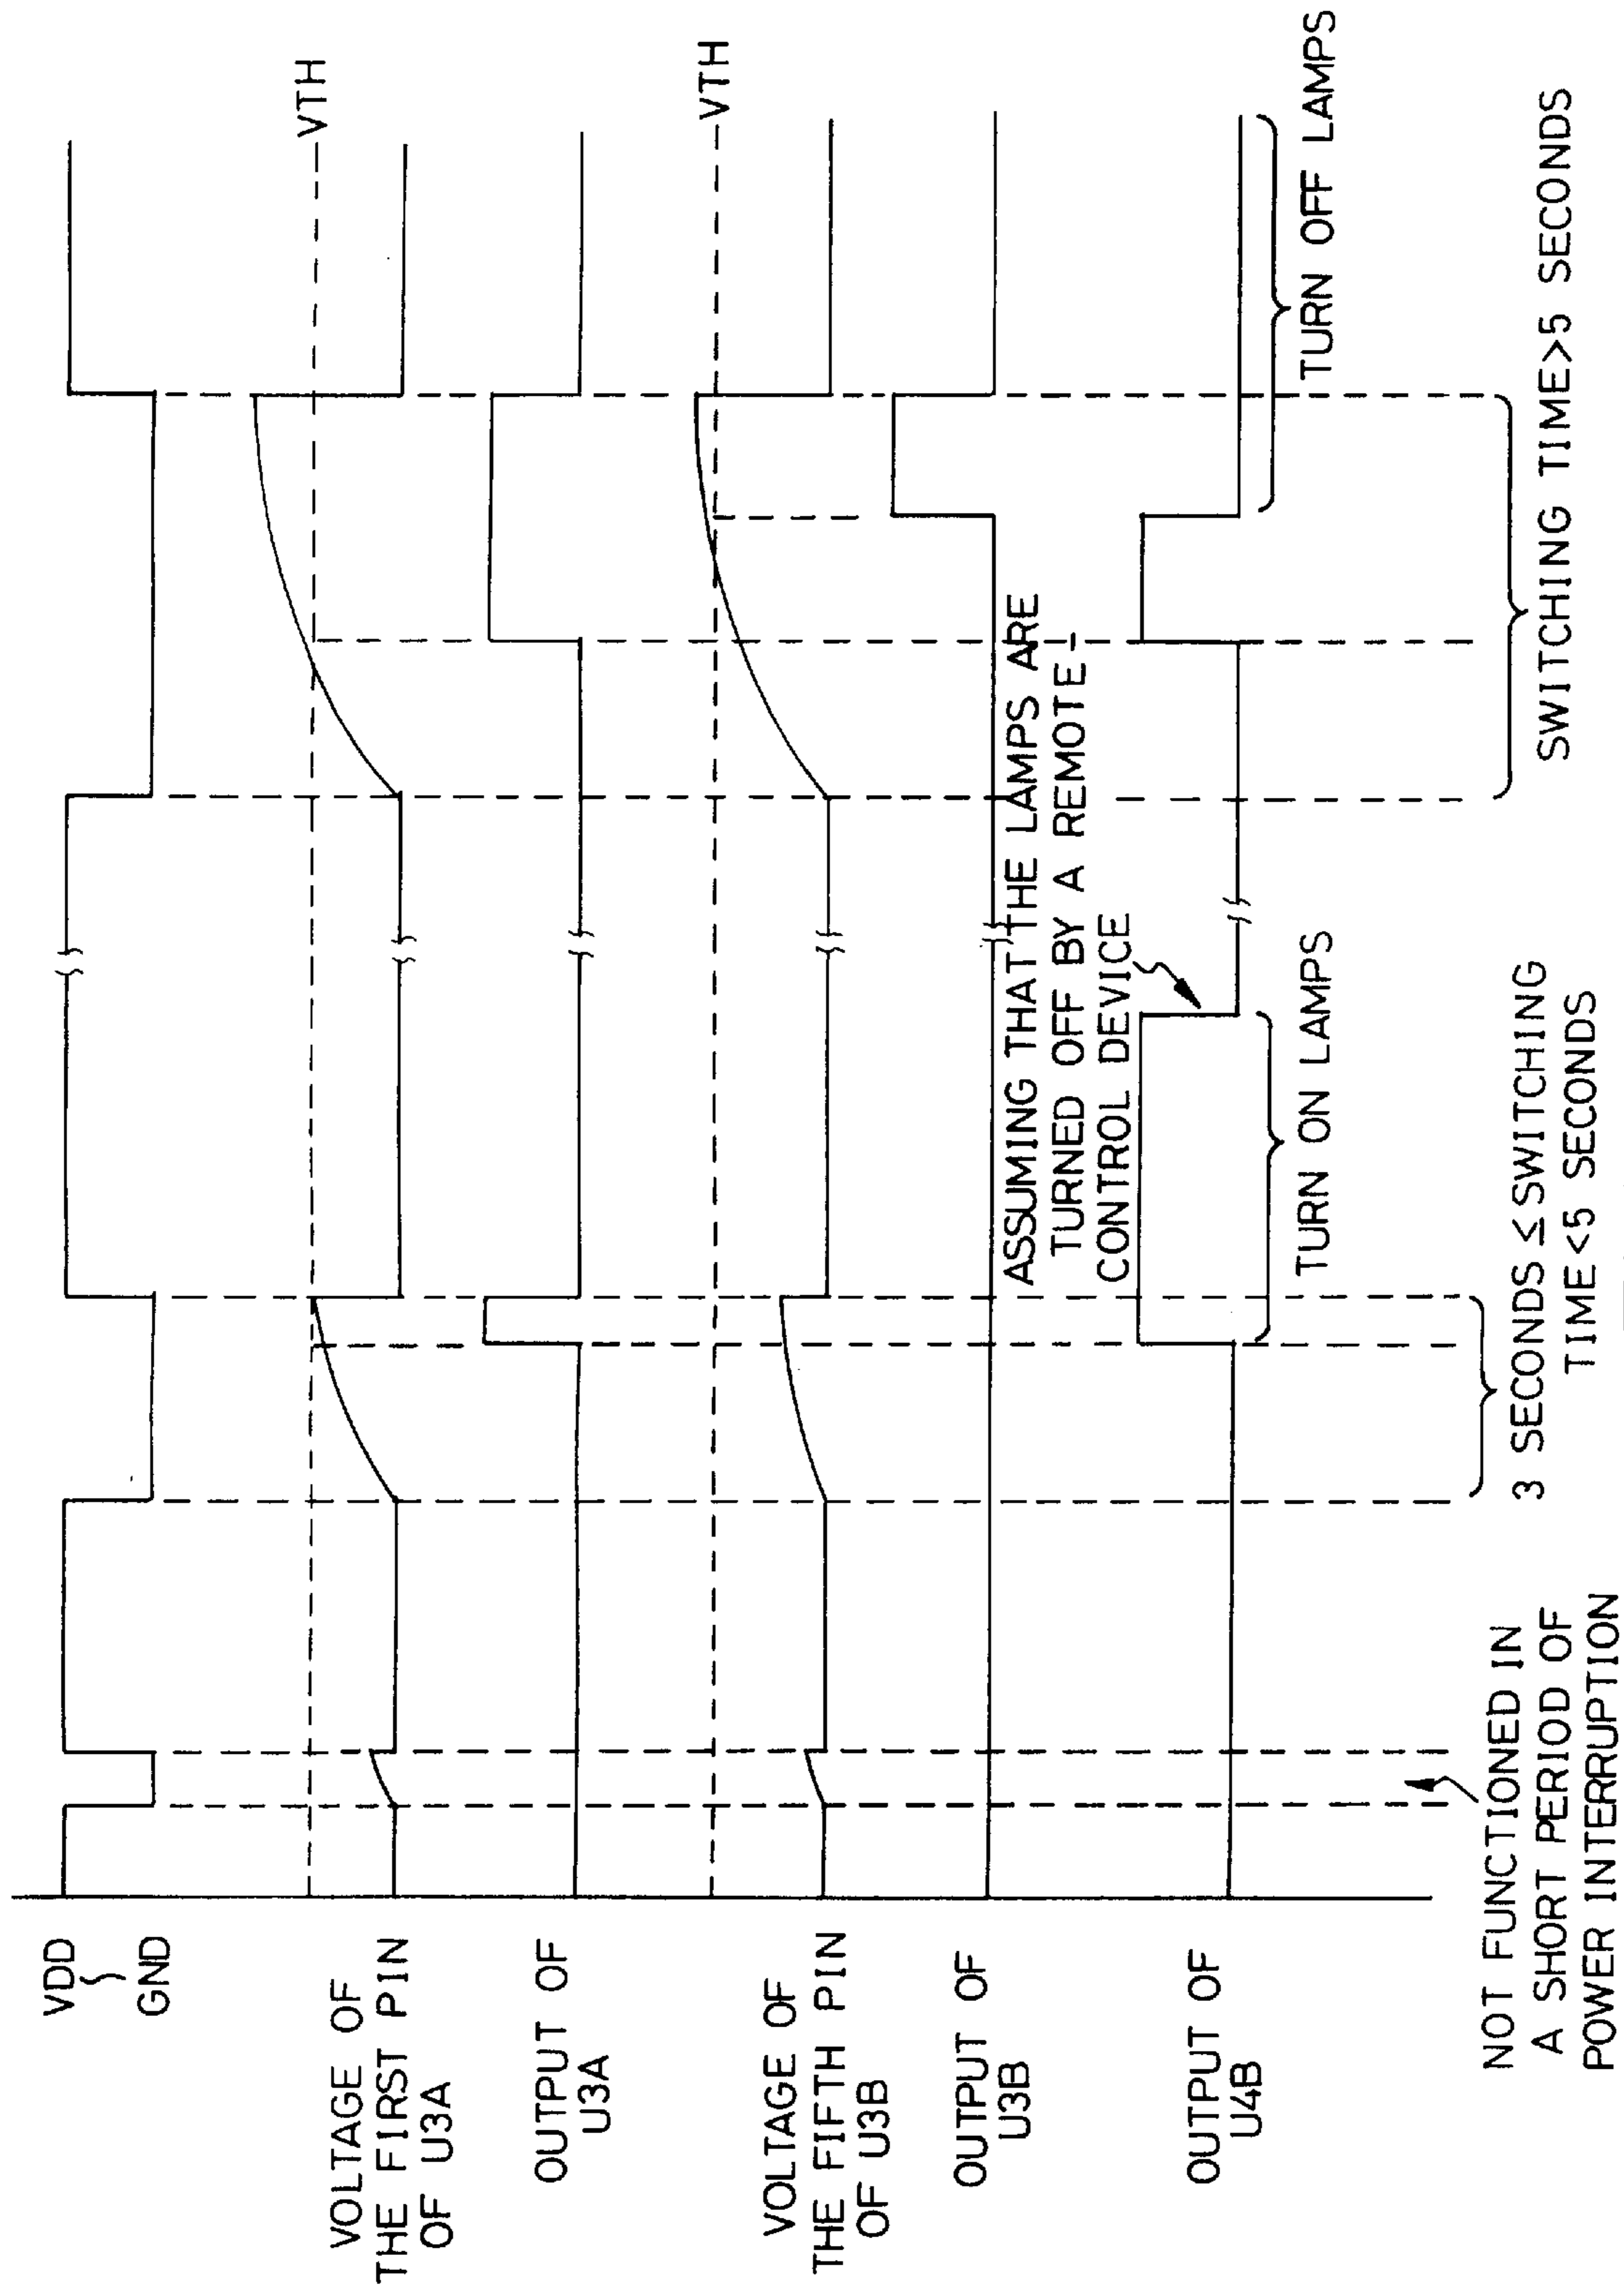 VDD
GND
VOLTAGE OF
THE FIRST PIN
OF U3A
OUTPUT OF
U3A
VOLTAGE OF
THE FIFTH PIN
OF U3B
OUTPUT OF
U3B
OUTPUT OF
U4B
VTH
VTH
ASSUMING THAT THE LAMPS ARE
TURNED OFF BY A REMOTE-
CONTROL DEVICE
TURN ON LAMPS
TURN OFF LAMPS
NOT FUNCTIONED IN
A SHORT PERIOD OF
POWER INTERRUPTION
3 SECONDS ≤ SWITCHING
TIME < 5 SECONDS
SWITCHING TIME>5 SECONDS